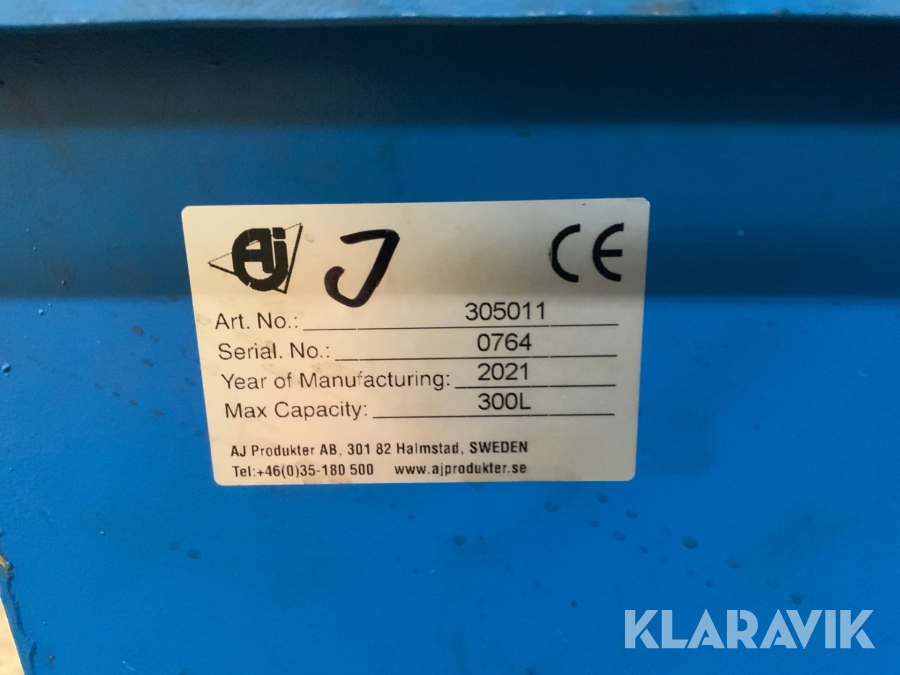 AJ J CE
Art. No.: 305011
Serial. No.: 0764
Year of Manufacturing: 2021
Max Capacity: 300L
AJ Produkter AB, 301 82 Halmstad, SWEDEN
Tel:+46(0)35-180 500 www.ajprodukter.se
KLARAVIK